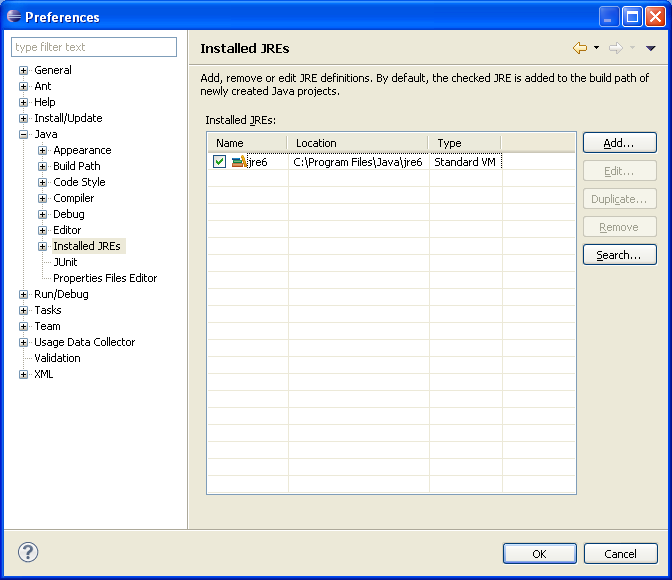 Preferences
type filter text
General
Ant
Help
Install/Update
Java
Appearance
Build Path
Code Style
Compiler
Debug
Editor
Installed JREs
JUnit
Properties Files Editor
Run/Debug
Tasks
Team
Usage Data Collector
Validation
XML
Installed JREs
Add, remove or edit JRE definitions. By default, the checked JRE is added to the build path of
newly created Java projects.
Installed JREs:
Name Location Type
jre6 C:\Program Files\Java\jre6 Standard VM
Add...
Edit...
Duplicate...
Remove
Search...
?
OK Cancel